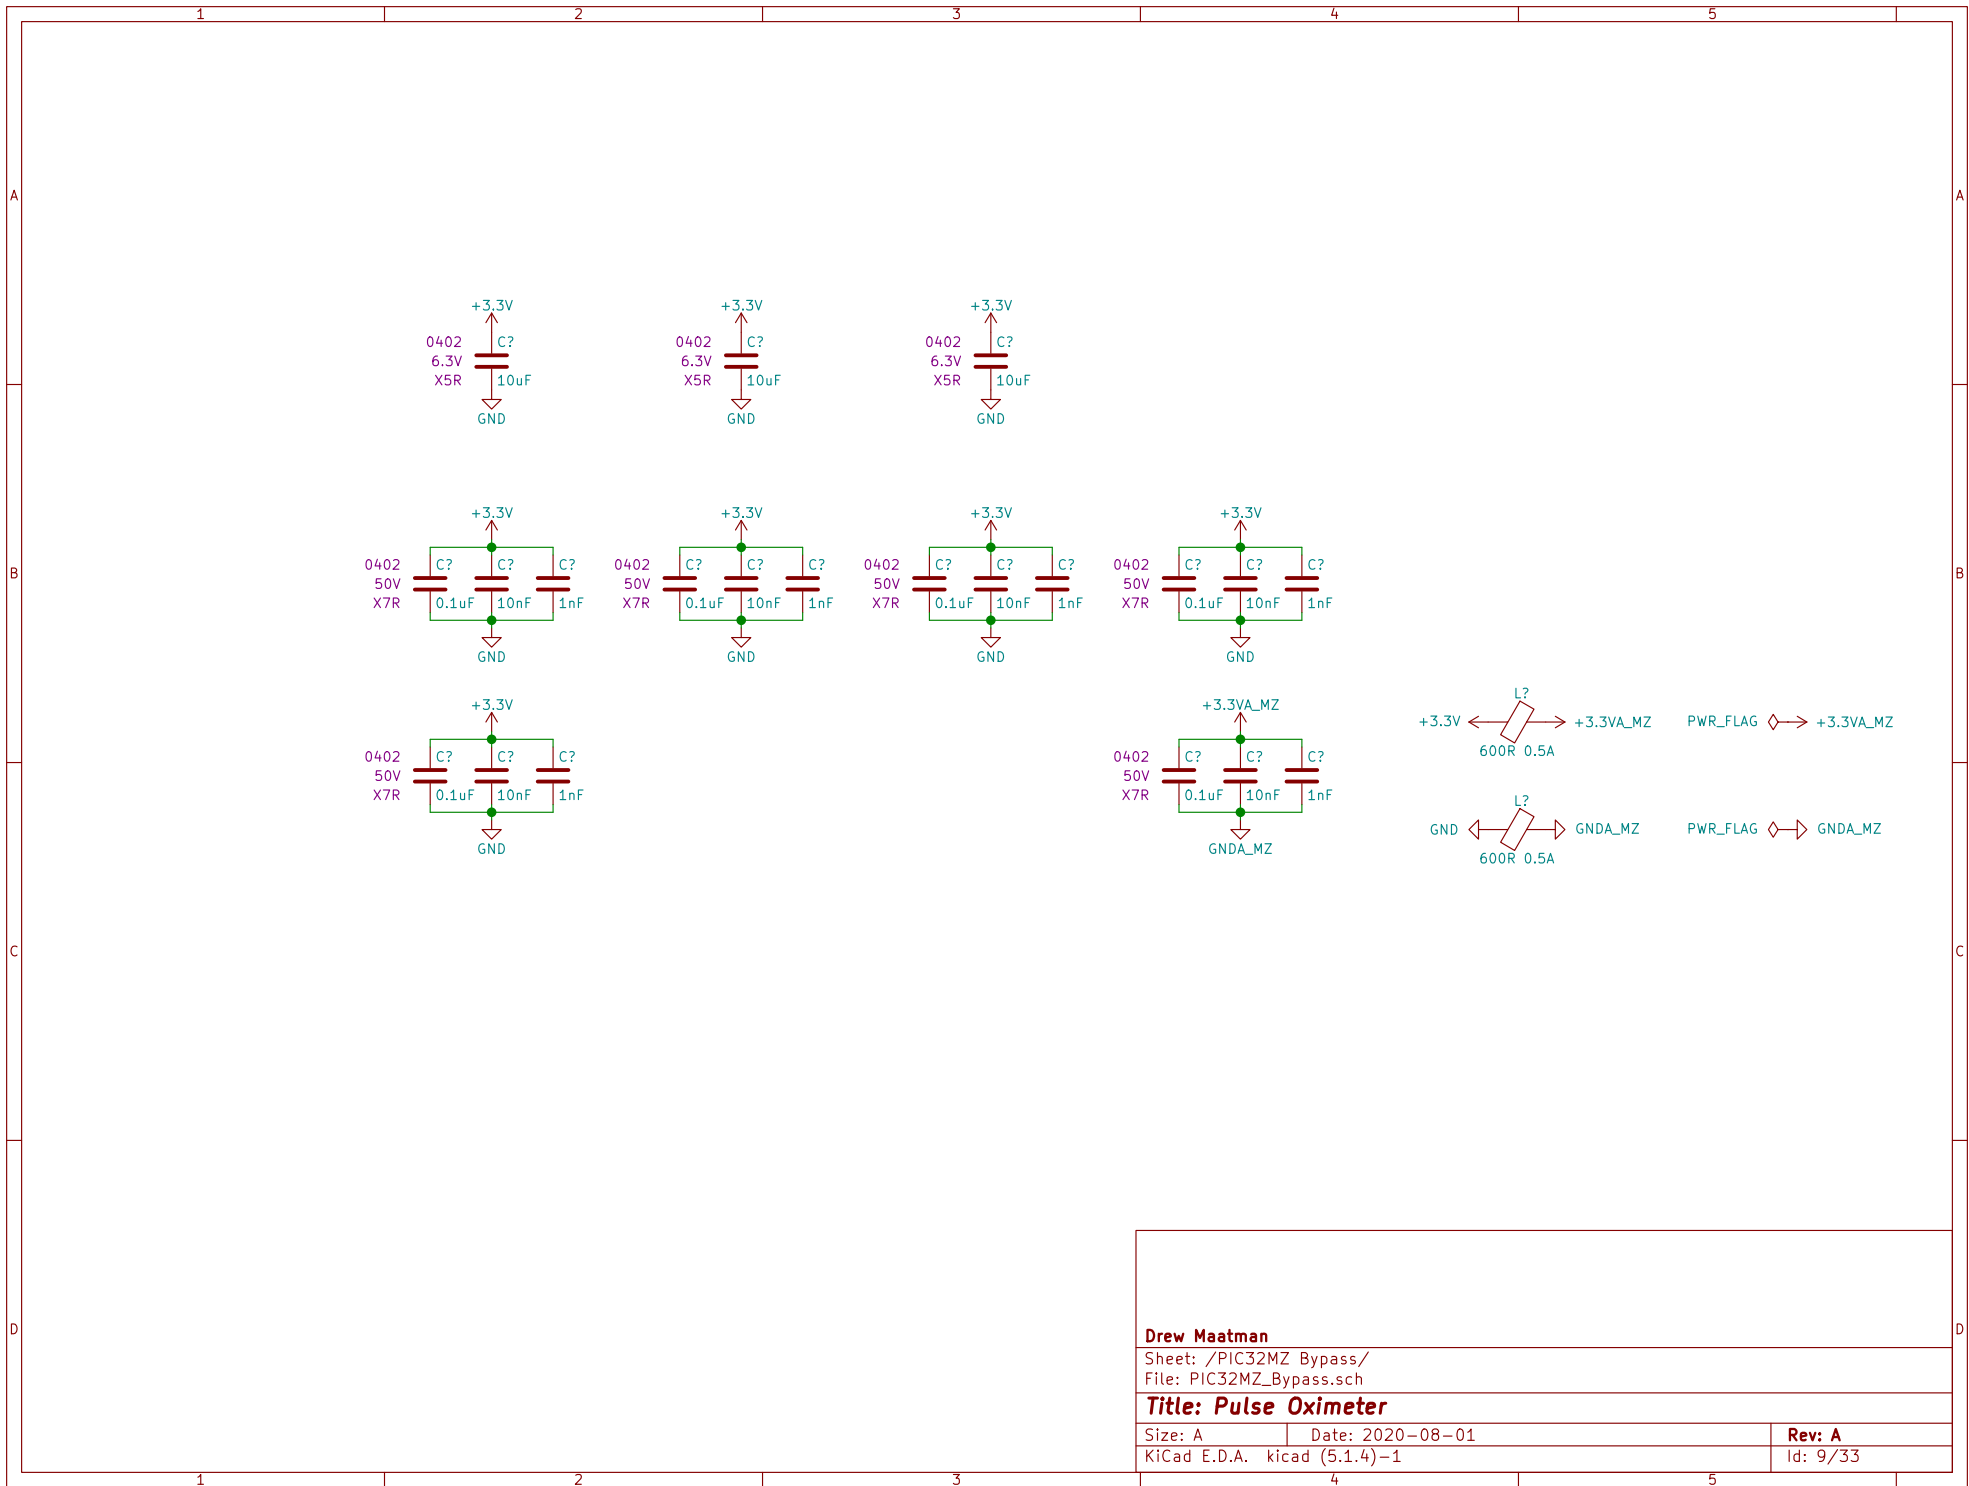 1 2 3 4 5
A A
+3.3V +3.3V +3.3V
0402 C? 0402 C? 0402 C?
6.3V 6.3V 6.3V
X5R 10uF X5R 10uF X5R 10uF
GND GND GND
+3.3V +3.3V +3.3V +3.3V
0402 C? C? C? 0402 C? C? C? 0402 C? C? C? 0402 C? C? C?
B B
50V 50V 50V 50V
X7R 0.1uF 10nF 1nF X7R 0.1uF 10nF 1nF X7R 0.1uF 10nF 1nF X7R 0.1uF 10nF 1nF
GND GND GND GND
L?
+3.3V +3.3VA_MZ
+3.3V +3.3VA_MZ PWR_FLAG +3.3VA_MZ
600R 0.5A
0402 C? C? C? 0402 C? C? C?
50V 50V
X7R 0.1uF 10nF 1nF X7R 0.1uF 10nF 1nF
L?
GND GNDA_MZ PWR_FLAG GNDA_MZ
GND GNDA_MZ
600R 0.5A
C C
D D
Drew Maatman
Sheet: /PIC32MZ Bypass/
File: PIC32MZ_Bypass.sch
Title: Pulse Oximeter
Size: A Date: 2020-08-01 Rev: A
KiCad E.D.A. kicad (5.1.4)-1 Id: 9/33
1 2 3 4 5